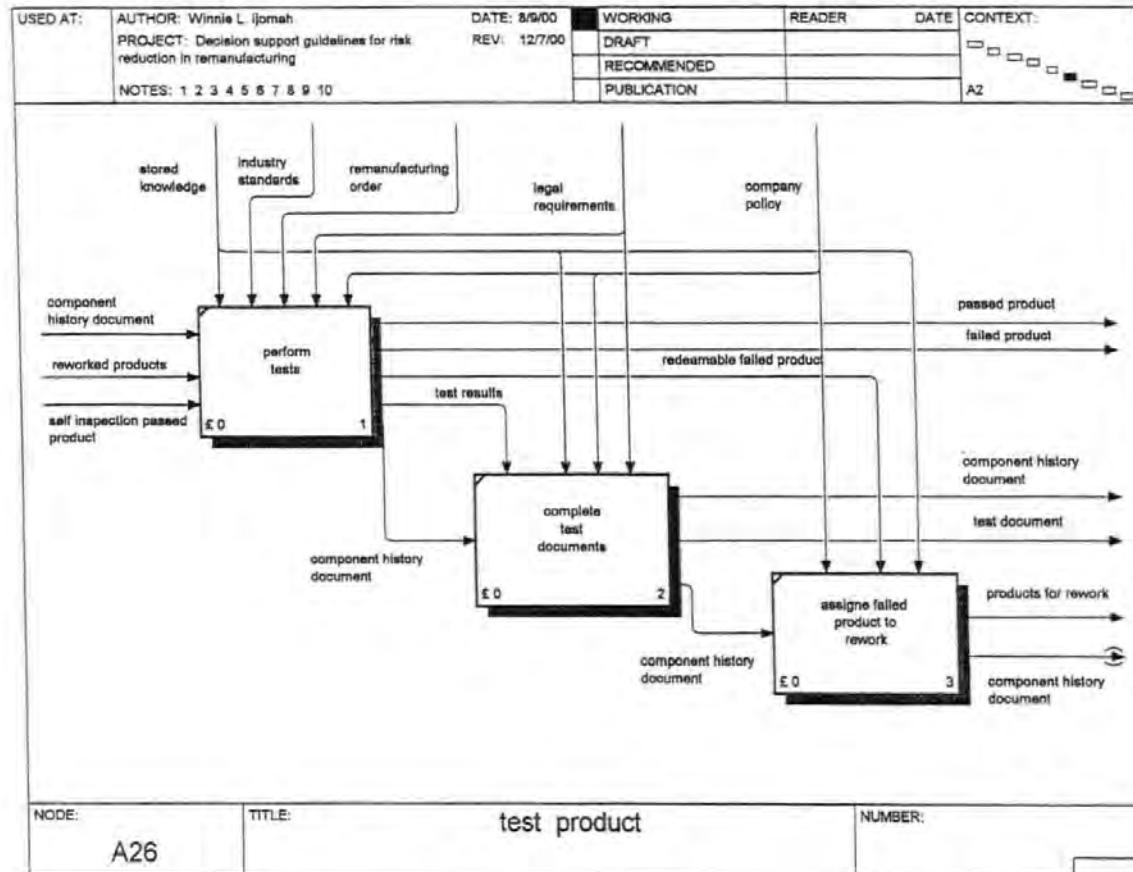 USED AT:
AUTHOR: Winnie L. Ijomah
DATE: 8/9/00
PROJECT: Decision support guidelines for risk
reduction in remanufacturing
REV: 12/7/00
NOTES: 1 2 3 4 5 6 7 8 9 10
WORKING
DRAFT
RECOMMENDED
PUBLICATION
READER
DATE
CONTEXT:
A2
stored
knowledge
industry
standards
remanufacturing
order
legal
requirements
company
policy
component
history document
reworked products
self inspection passed
product
perform
tests
£ 0
1
passed product
failed product
redeamable failed product
test results
component history
document
complete
test
documents
£ 0
2
component history
document
test document
component history
document
assigne failed
product to
rework
£ 0
3
products for rework
component history
document
NODE:
A26
TITLE:
test product
NUMBER: